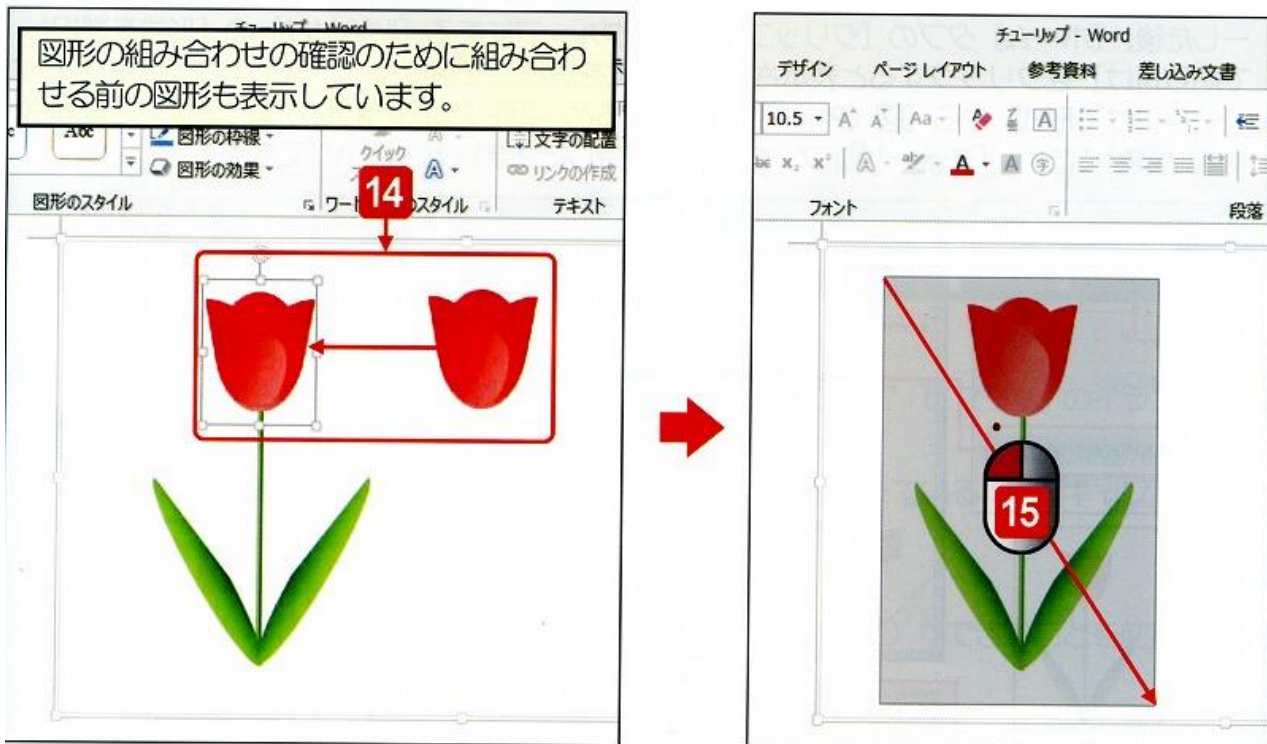 図形の組み合わせの確認のために組み合わ
せる前の図形も表示しています。
Abc
図形の枠線
図形の効果
クイック
文字の配置
リンクの作成
図形のスタイル
スタイル
テキスト
14
チューリップ - Word
デザイン
ページ レイアウト
参考資料
差し込み文書
10.5
Aa
フォント
段落
15